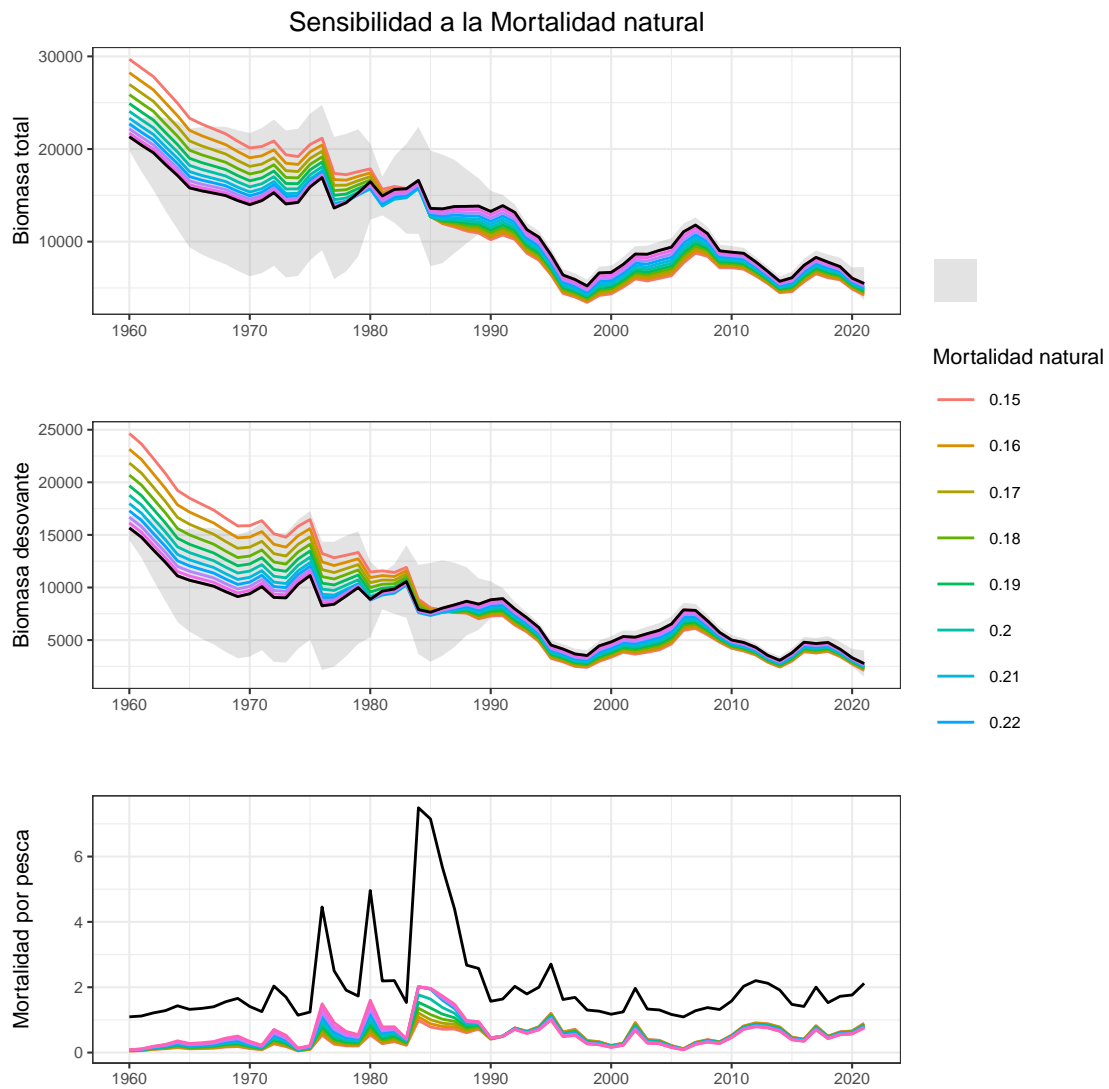 Sensibilidad a la Mortalidad natural
Biomasa total
30000
20000
10000
1960 1970 1980 1990 2000 2010 2020
Biomasa desovante
25000
20000
15000
10000
5000
1960 1970 1980 1990 2000 2010 2020
Mortalidad por pesca
6
4
2
0
1960 1970 1980 1990 2000 2010 2020
Mortalidad natural
0.15
0.16
0.17
0.18
0.19
0.2
0.21
0.22